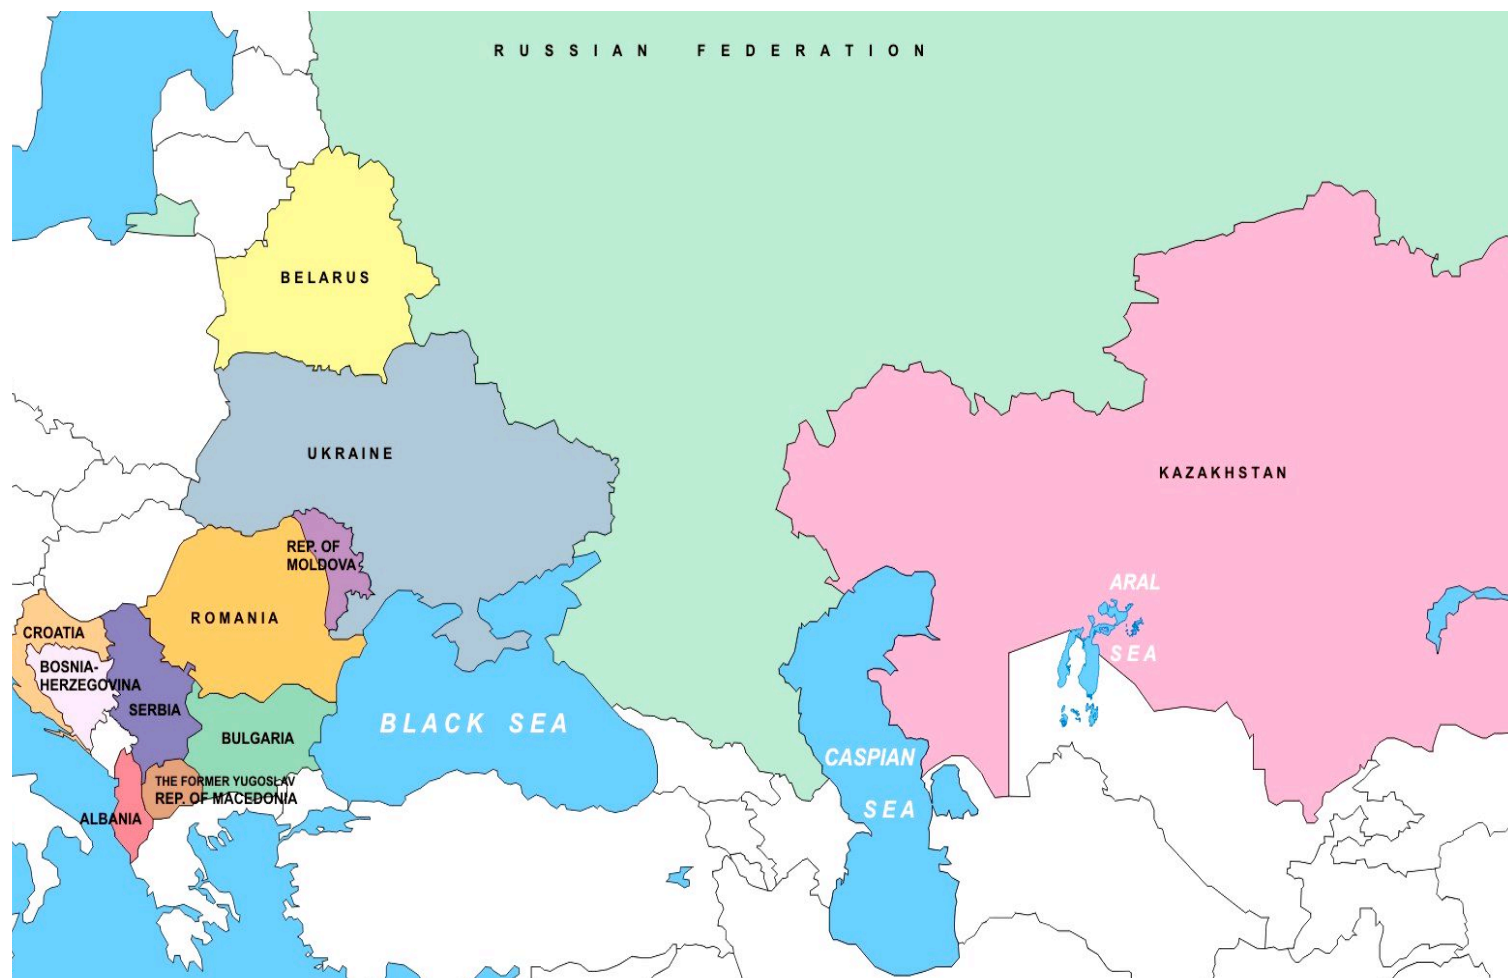 RUSSIAN FEDERATION
BELARUS
UKRAINE
KAZAKHSTAN
REP. OF
MOLDOVA
ARAL
SEA
ROMANIA
CROATIA
BOSNIA-
HERZEGOVINA
SERBIA
BLACK SEA
BULGARIA
CASPIAN
SEA
THE FORMER YUGOSLAV
REP. OF MACEDONIA
ALBANIA